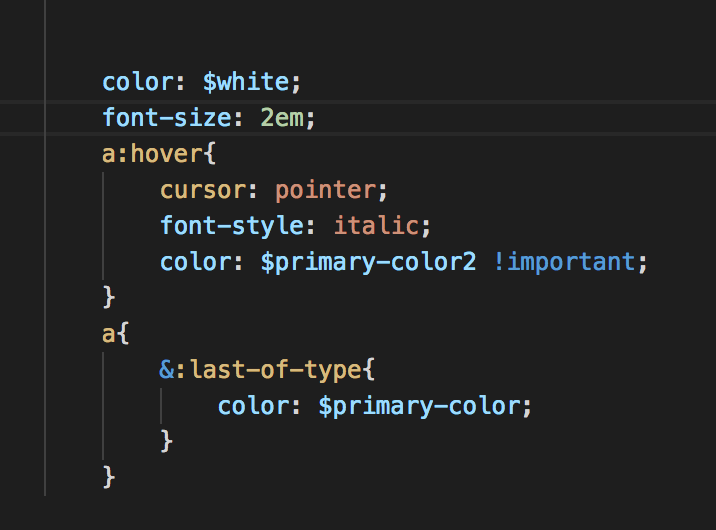 color: $white;
font-size: 2em;
a:hover{
cursor: pointer;
font-style: italic;
color: $primary-color2 !important;
}
a{
&:last-of-type{
color: $primary-color;
}
}